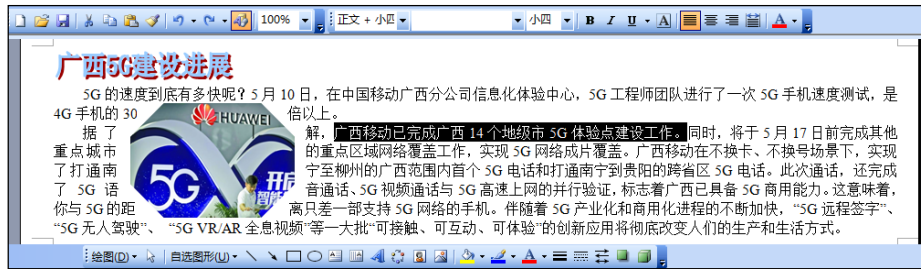 100% 正文 + 小四 小四 B I U A A
广西5G建设进展
5G 的速度到底有多快呢？5 月 10 日，在中国移动广西分公司信息化体验中心，5G 工程师团队进行了一次 5G 手机速度测试，是
4G 手机的 30 倍以上。
HUAWEI
据了解，广西移动已完成广西 14 个地级市 5G 体验点建设工作。同时，将于 5 月 17 日前完成其他
重点城市的重点区域网络覆盖工作，实现 5G 网络成片覆盖。广西移动在不换卡、不换号场景下，实现
了打通南宁至柳州的广西范围内首个 5G 电话和打通南宁到贵阳的跨省区 5G 电话。此次通话，还完成
了 5G 语音通话、5G 视频通话与 5G 高速上网的并行验证，标志着广西已具备 5G 商用能力。这意味着，
5G 开启
你与 5G 的距离只差一部支持 5G 网络的手机。伴随着 5G 产业化和商用化进程的不断加快，“5G 远程签字”、
“5G 无人驾驶”、 “5G VR/AR 全息视频”等一大批“可接触、可互动、可体验”的创新应用将彻底改变人们的生产和生活方式。
绘图(D) 自选图形(U) A